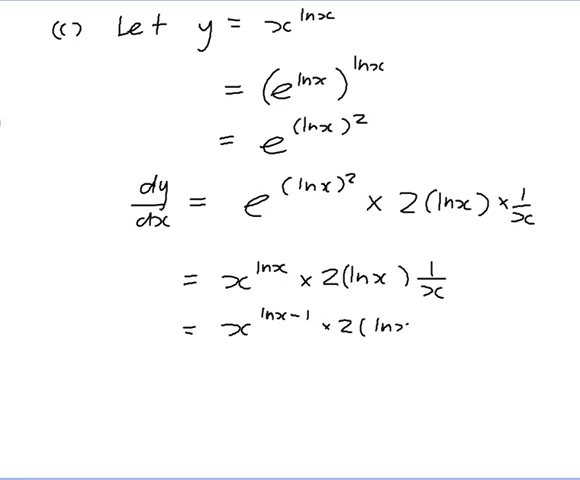 (c) Let y = x^{ln x}
= (e^{ln x})^{ln x}
= e^{(ln x)^2}
dy/dx = e^{(ln x)^2} × 2(ln x) × 1/x
= x^{ln x} × 2(ln x) 1/x
= x^{ln x - 1} × 2(ln x